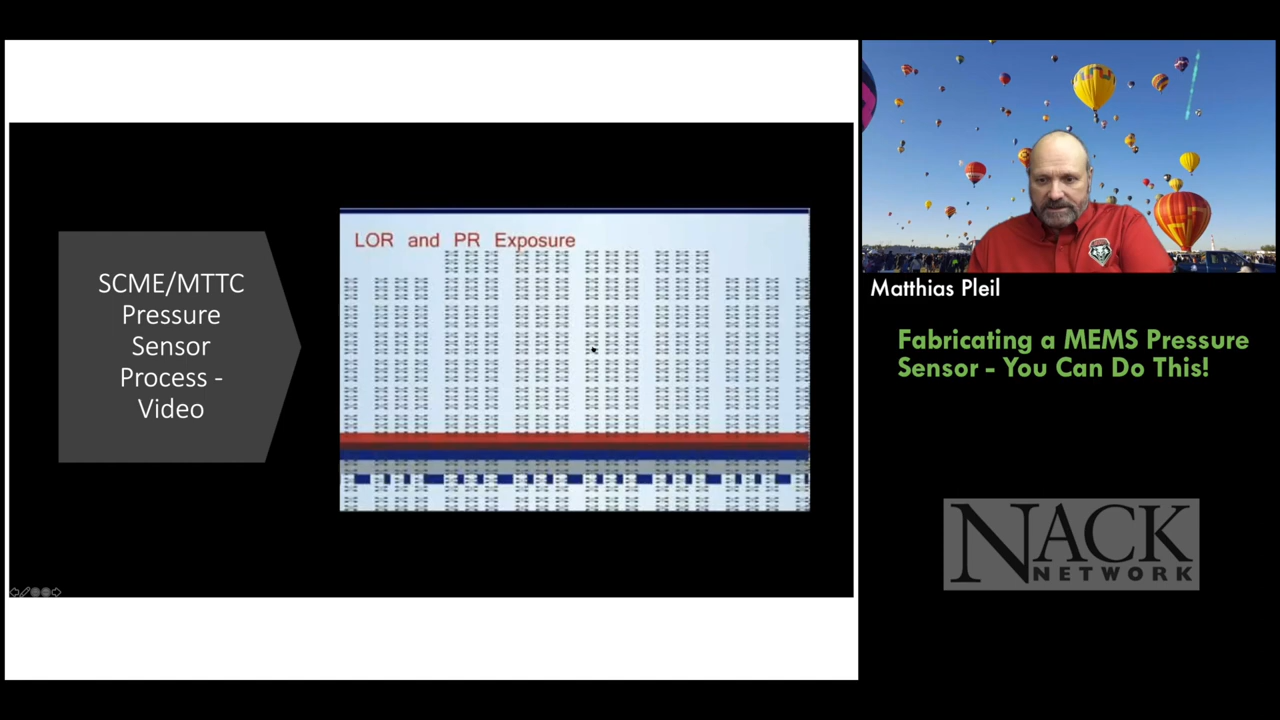 SCME/MTTC
Pressure
Sensor
Process -
Video
LOR and PR Exposure
Matthias Pleil
Fabricating a MEMS Pressure
Sensor - You Can Do This!
NACK
NETWORK